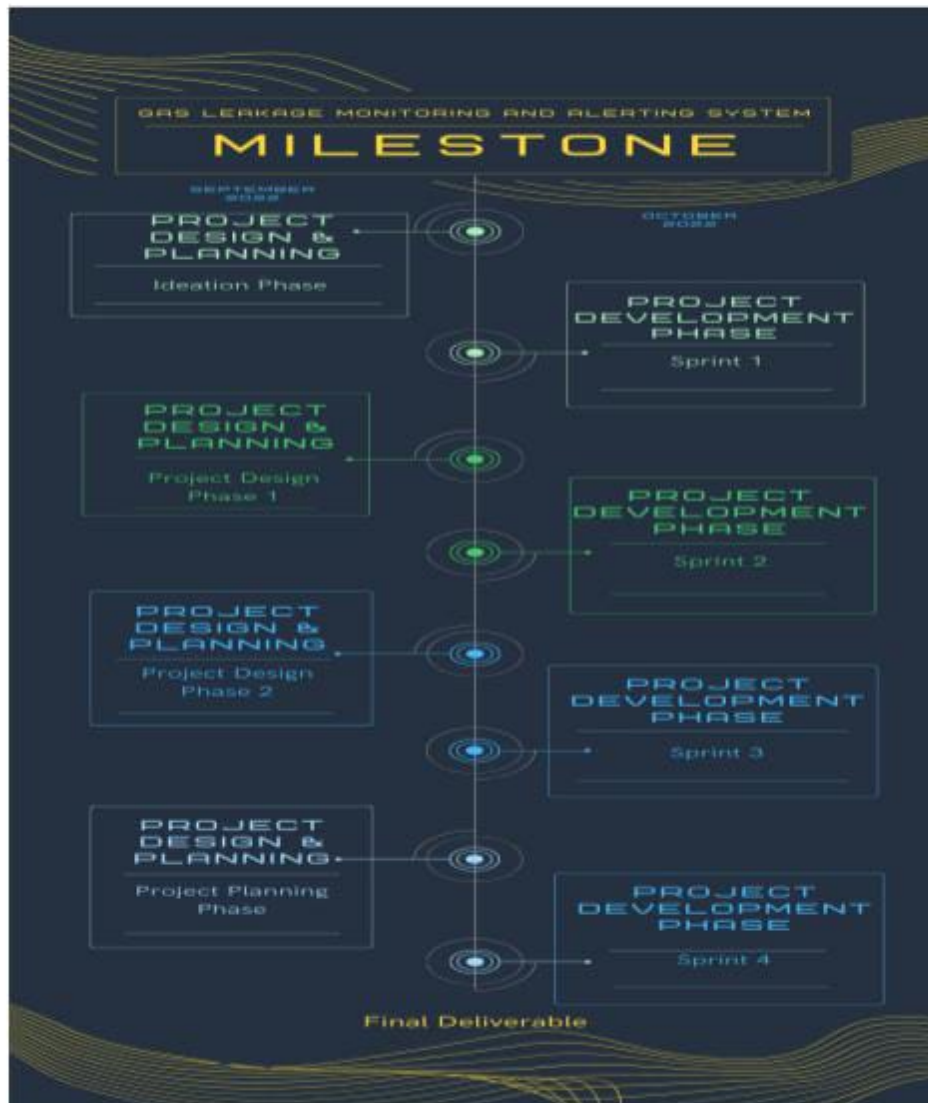 GAS LEAKAGE MONITORING AND ALERTING SYSTEM
MILESTONE
SEPTEMBER
2022
OCTOBER
2022
PROJECT
DESIGN &
PLANNING
Ideation Phase
PROJECT
DEVELOPMENT
PHASE
Sprint 1
PROJECT
DESIGN &
PLANNING
Project Design
Phase 1
PROJECT
DEVELOPMENT
PHASE
Sprint 2
PROJECT
DESIGN &
PLANNING
Project Design
Phase 2
PROJECT
DEVELOPMENT
PHASE
Sprint 3
PROJECT
DESIGN &
PLANNING
Project Planning
Phase
PROJECT
DEVELOPMENT
PHASE
Sprint 4
Final Deliverable